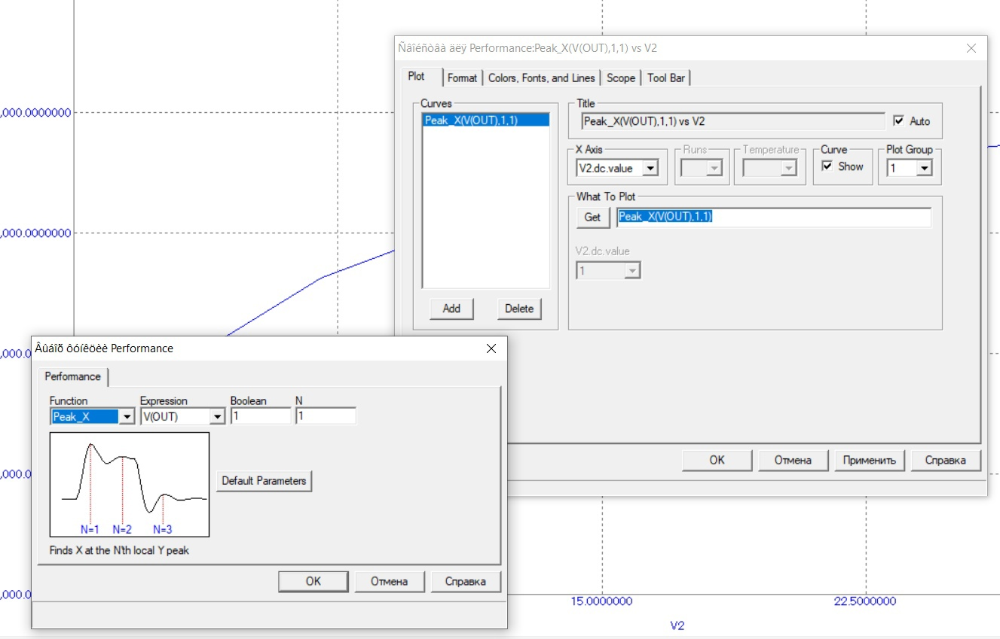 Ñâîéñòâà äëÿ Performance:Peak_X(V(OUT),1,1) vs V2
Plot
Format
Colors, Fonts, and Lines
Scope
Tool Bar
Curves
Peak_X(V(OUT),1,1)
Add
Delete
Title
Peak_X(V(OUT),1,1) vs V2
Auto
X Axis
V2.dc.value
Runs
Temperature
Curve
Show
Plot Group
1
What To Plot
Get
Peak_X(V(OUT),1,1)
V2.dc.value
1
OK
Отмена
Применить
Справка
,000.0000000
,000.0000000
,000.0
,000.0
,000.0
Âûáîð ôóíêöèè Performance
Performance
Function
Expression
Boolean
N
Peak_X
V(OUT)
1
1
N=1
N=2
N=3
Default Parameters
Finds X at the N'th local Y peak
OK
Отмена
Справка
15.0000000
22.5000000
V2